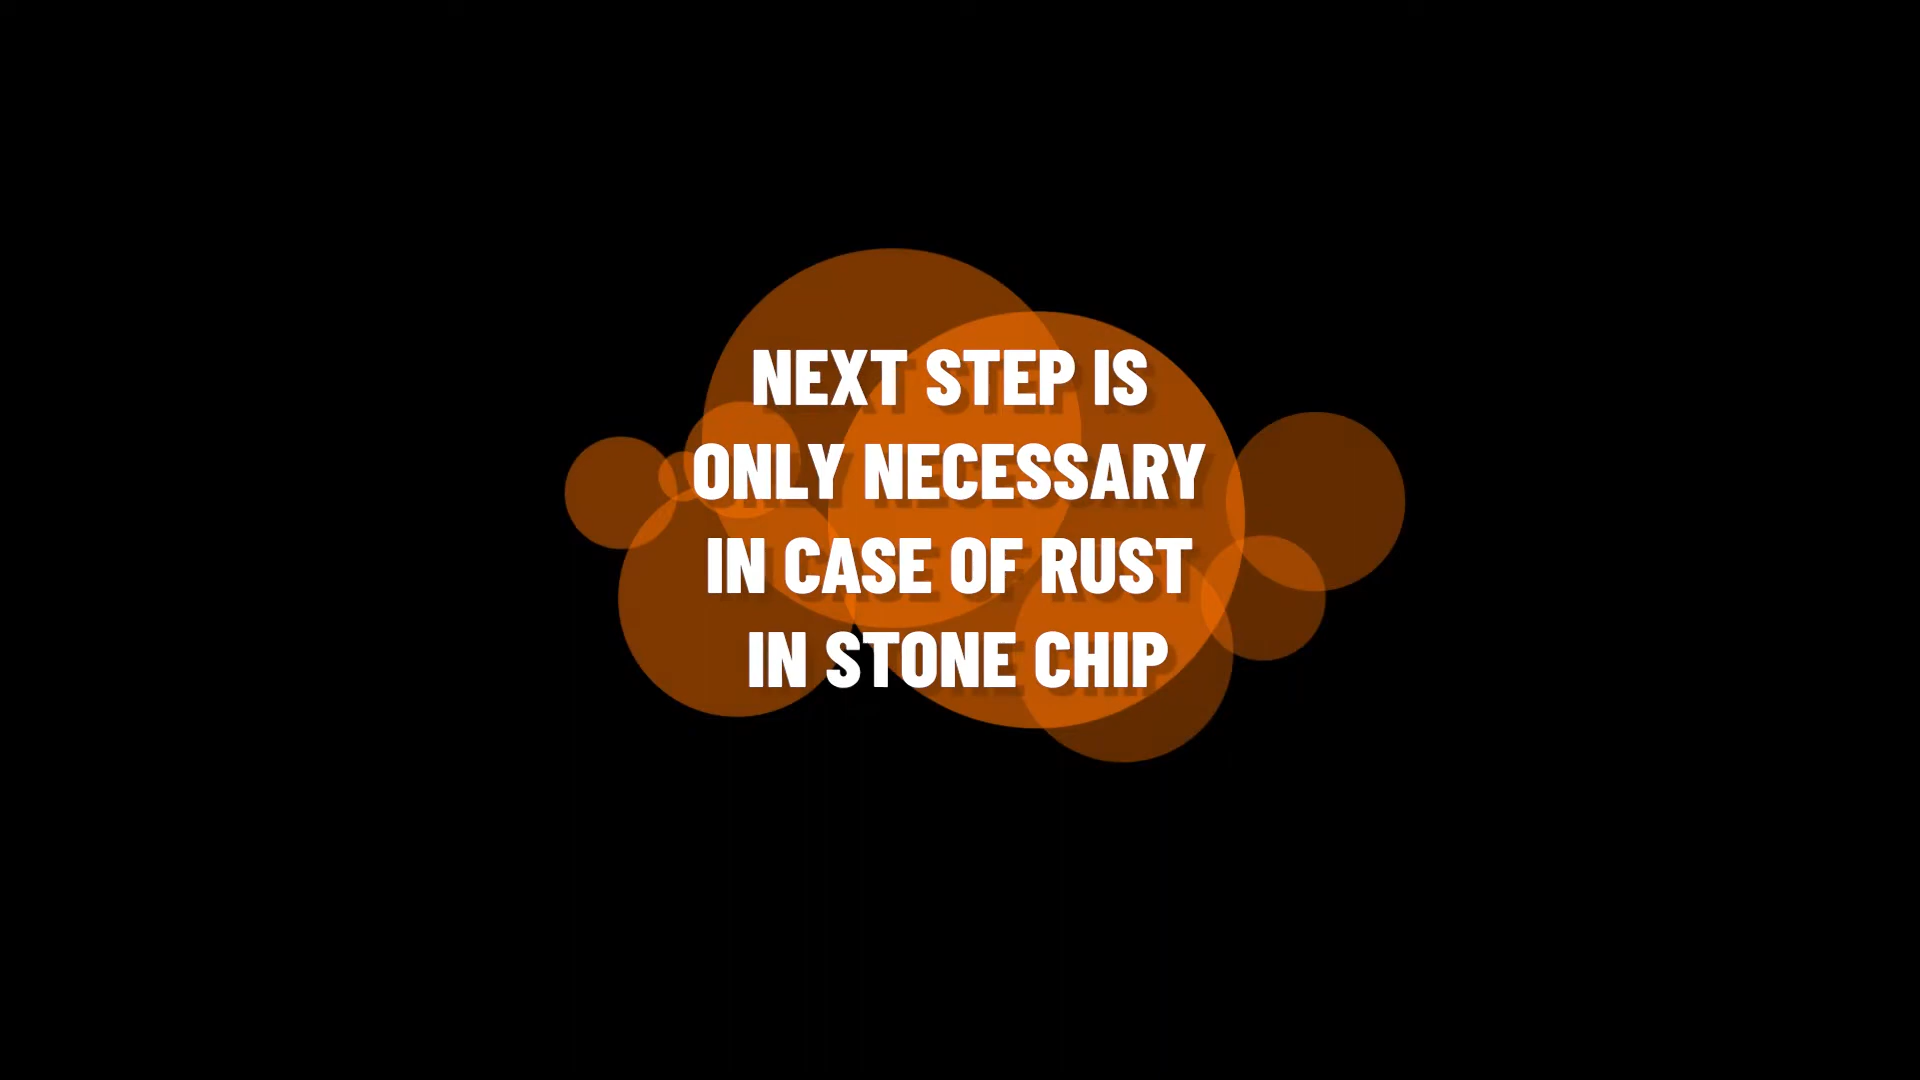 NEXT STEP IS
ONLY NECESSARY
IN CASE OF RUST
IN STONE CHIP